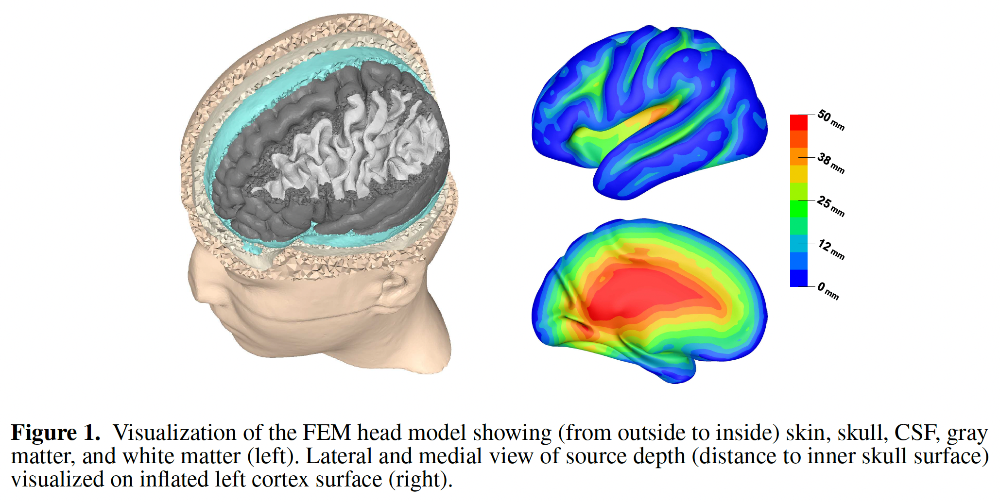 50 mm
38 mm
25 mm
12 mm
0 mm
Figure 1. Visualization of the FEM head model showing (from outside to inside) skin, skull, CSF, gray
matter, and white matter (left). Lateral and medial view of source depth (distance to inner skull surface)
visualized on inflated left cortex surface (right).